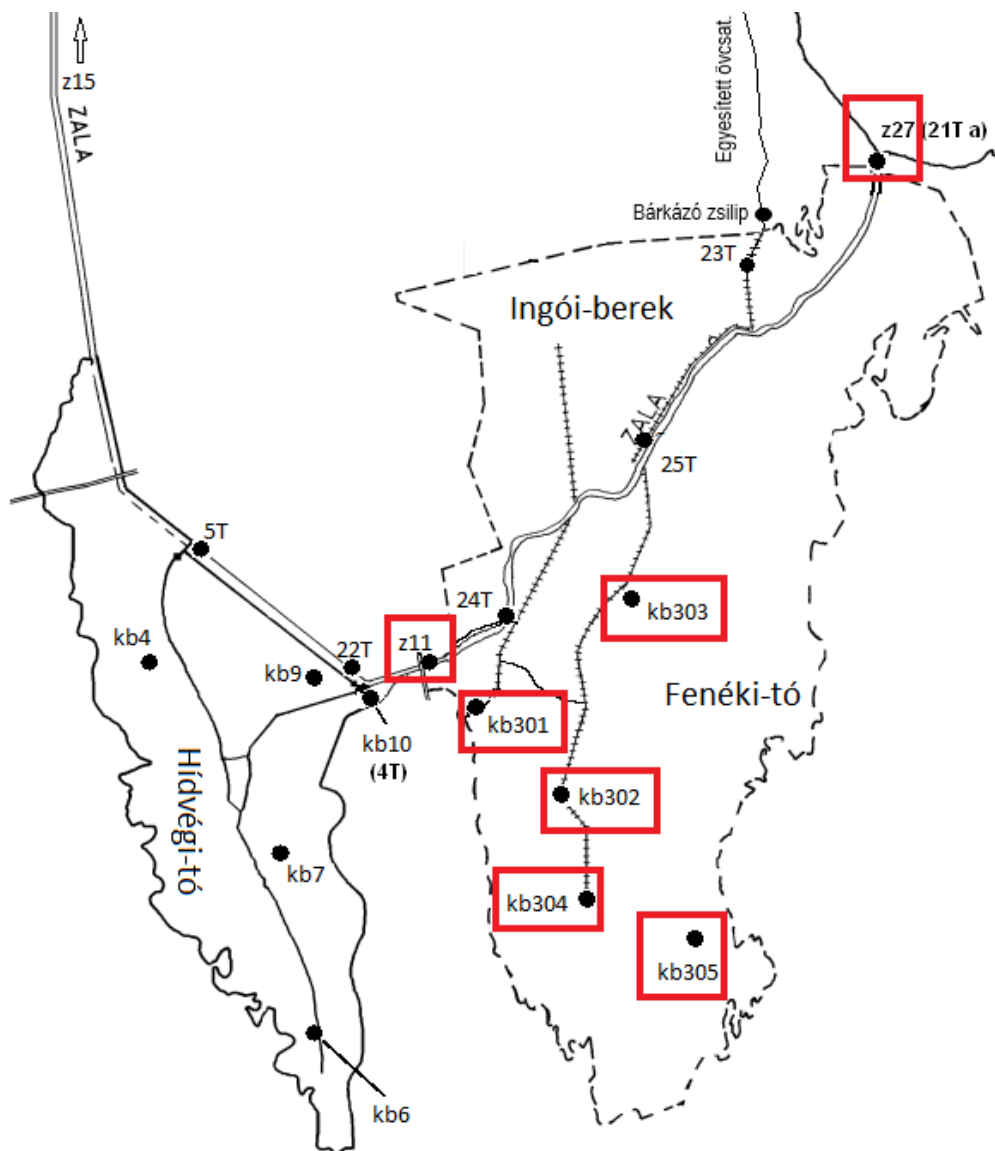 z15
ZALA
Egyesített övcsat.
z27 (21T a)
Bárkázó zsilip
23T
Ingói-berek
ZALA
25T
5T
24T
kb303
z11
kb4
22T
kb9
Fenéki-tó
kb301
kb10
(4T)
Hídvégi-tó
kb302
kb7
kb304
kb305
kb6